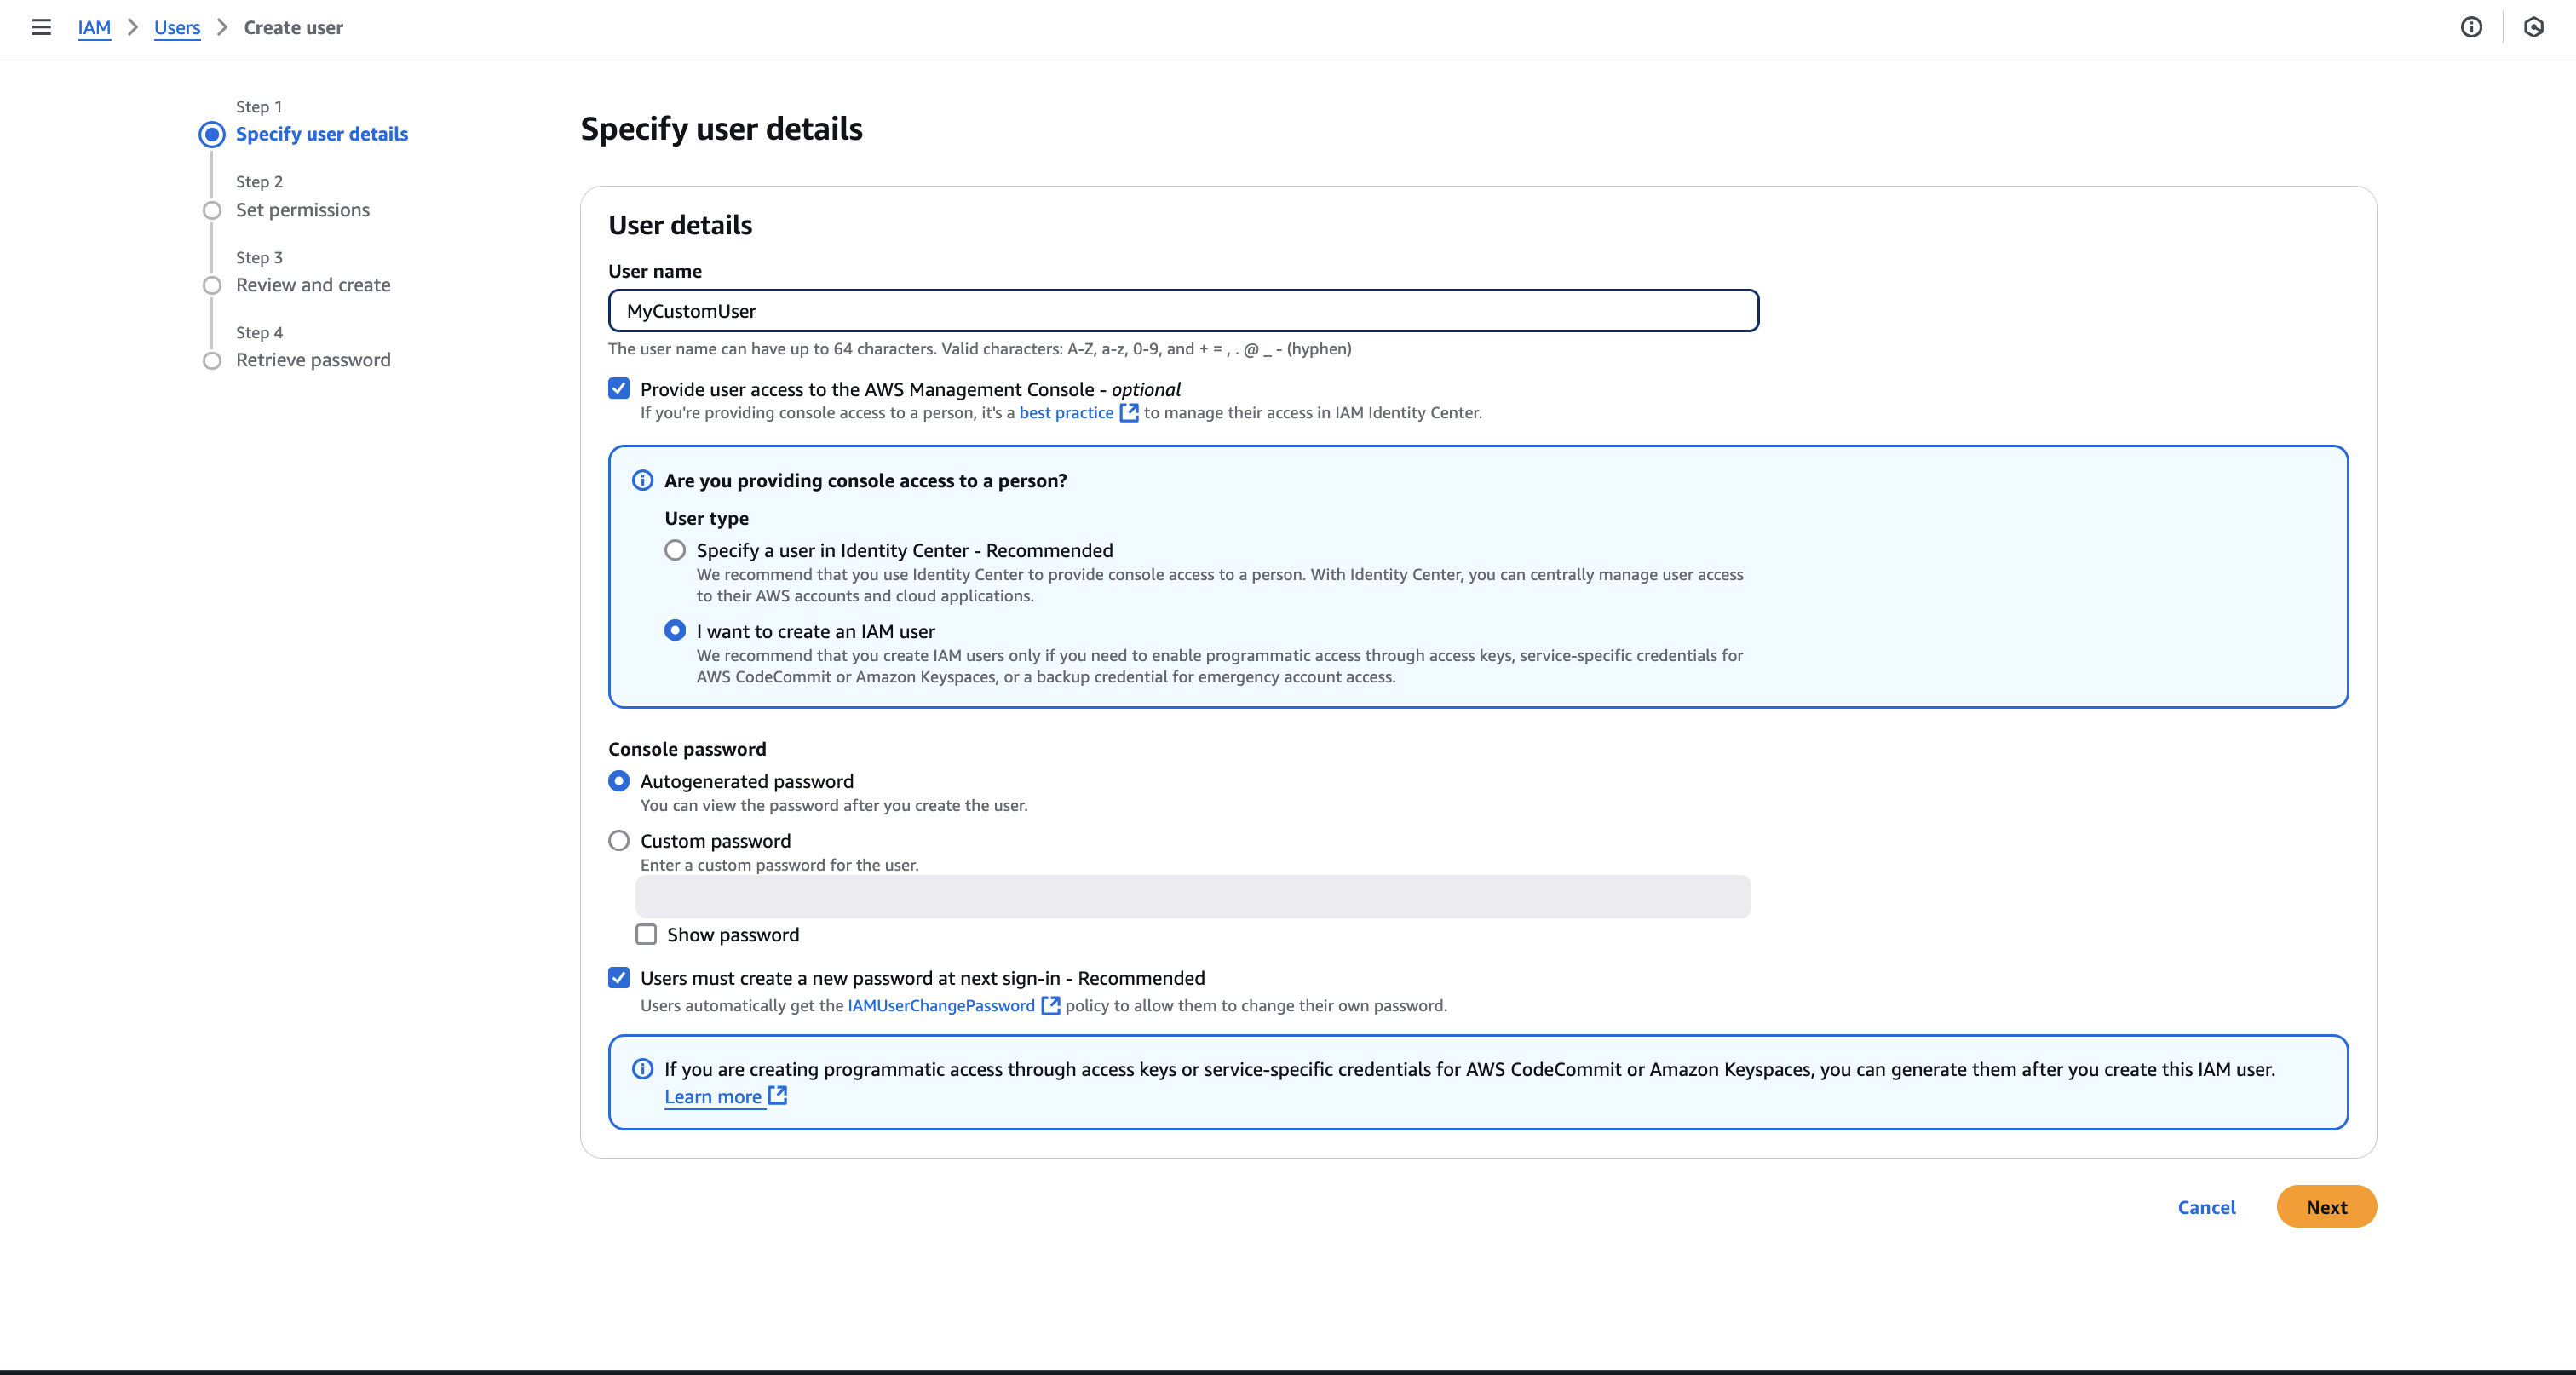 IAM > Users > Create user
Step 1
Specify user details
Step 2
Set permissions
Step 3
Review and create
Step 4
Retrieve password
Specify user details
User details
User name
MyCustomUser
The user name can have up to 64 characters. Valid characters: A-Z, a-z, 0-9, and + = , . @ _ - (hyphen)
Provide user access to the AWS Management Console - optional
If you're providing console access to a person, it's a best practice to manage their access in IAM Identity Center.
Are you providing console access to a person?
User type
Specify a user in Identity Center - Recommended
We recommend that you use Identity Center to provide console access to a person. With Identity Center, you can centrally manage user access
to their AWS accounts and cloud applications.
I want to create an IAM user
We recommend that you create IAM users only if you need to enable programmatic access through access keys, service-specific credentials for
AWS CodeCommit or Amazon Keyspaces, or a backup credential for emergency account access.
Console password
Autogenerated password
You can view the password after you create the user.
Custom password
Enter a custom password for the user.
Show password
Users must create a new password at next sign-in - Recommended
Users automatically get the IAMUserChangePassword policy to allow them to change their own password.
If you are creating programmatic access through access keys or service-specific credentials for AWS CodeCommit or Amazon Keyspaces, you can generate them after you create this IAM user.
Learn more
Cancel
Next